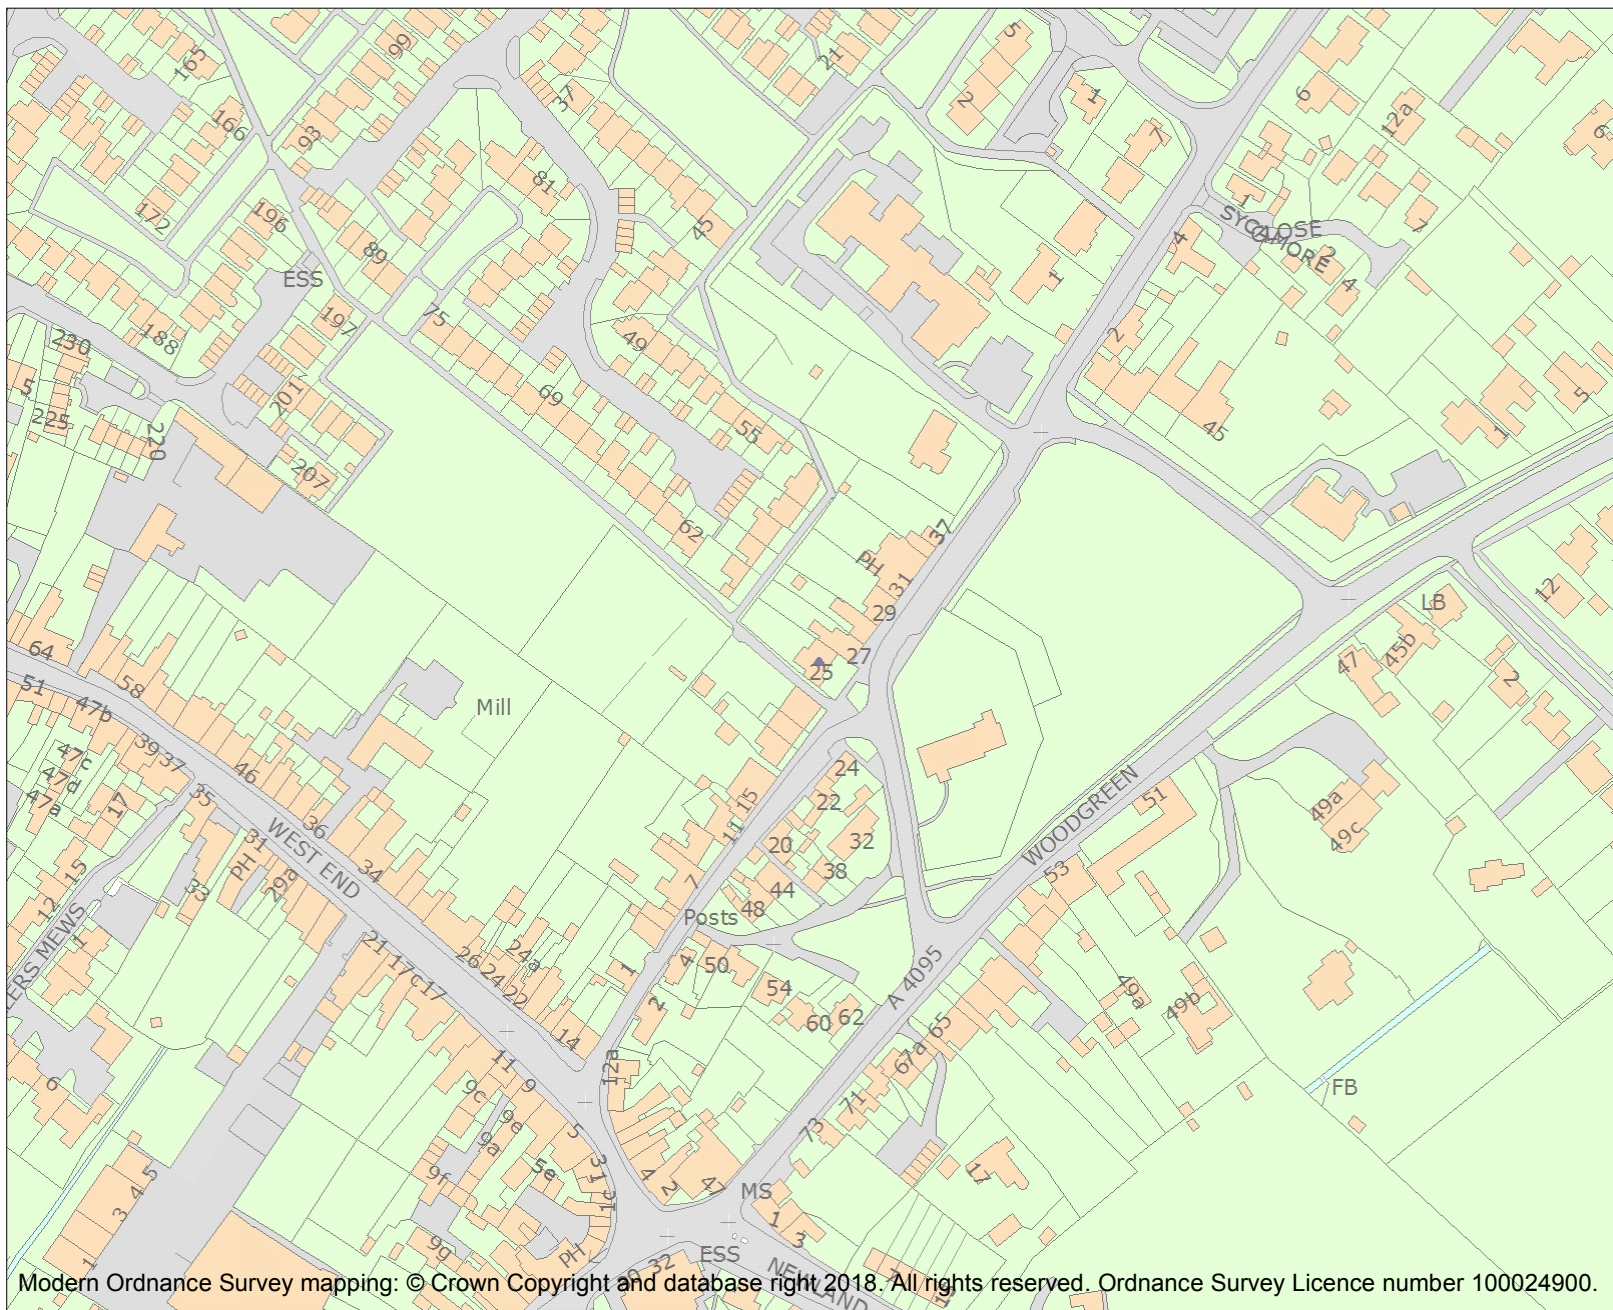 165
99
21
5
37
2
1
6
12a
6
166
93
7
172
196
81
45
1
7
SYCAMORE
CLOSE
4
2
4
89
ESS
1
188
197
75
230
49
2
5
225
220
201
69
55
45
1
5
207
62
37
PH
31
29
12
LB
64
51
58
47b
27
25
47
45b
2
Mill
39
37
47c
47d
47a
17
46
35
24
22
15
11
WOODGREEN
51
49a
49c
36
31
WEST END
PH
29a
33
34
20
32
38
44
53
15
12
7
48
Posts
1
21
17c
17
26
24
22
24a
1
4
50
54
2
60
62
A 4095
65
67a
49a
49b
14
12a
11
9
6
9c
9e
9a
5
5e
9f
31
1c
71
73
FB
4
2
47
MS
17
5
4
3
1
9g
PH
1
3
ESS
32
NEWLAND
7
Modern Ordnance Survey mapping: © Crown Copyright and database right 2018. All rights reserved. Ordnance Survey Licence number 100024900.